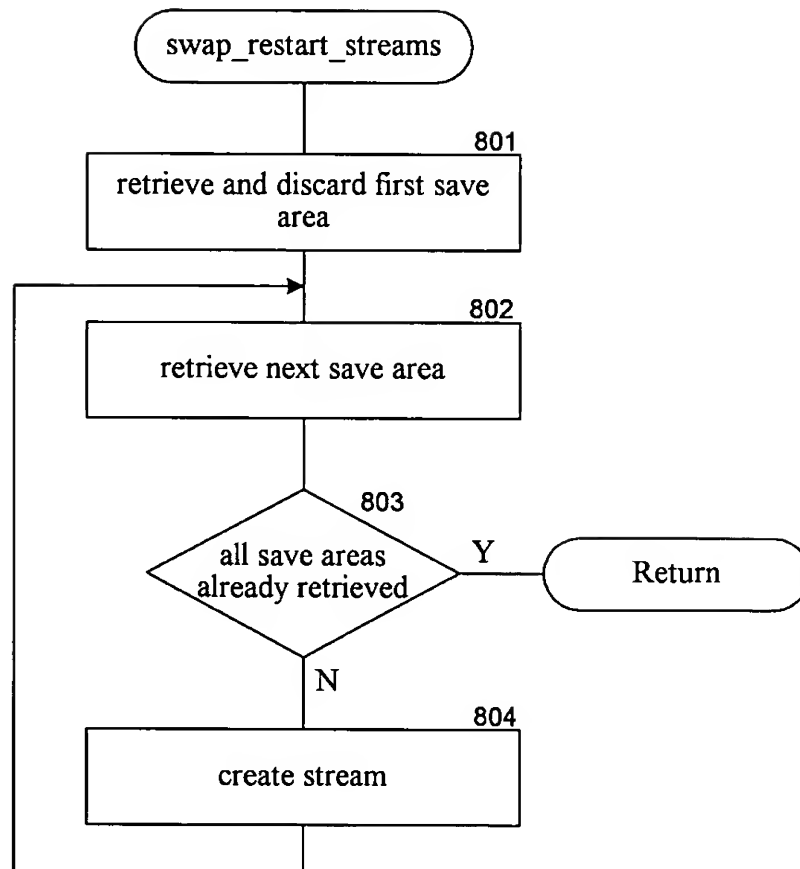 swap_restart_streams
801
retrieve and discard first save
area
802
retrieve next save area
803
all save areas
already retrieved
Y
Return
N
804
create stream